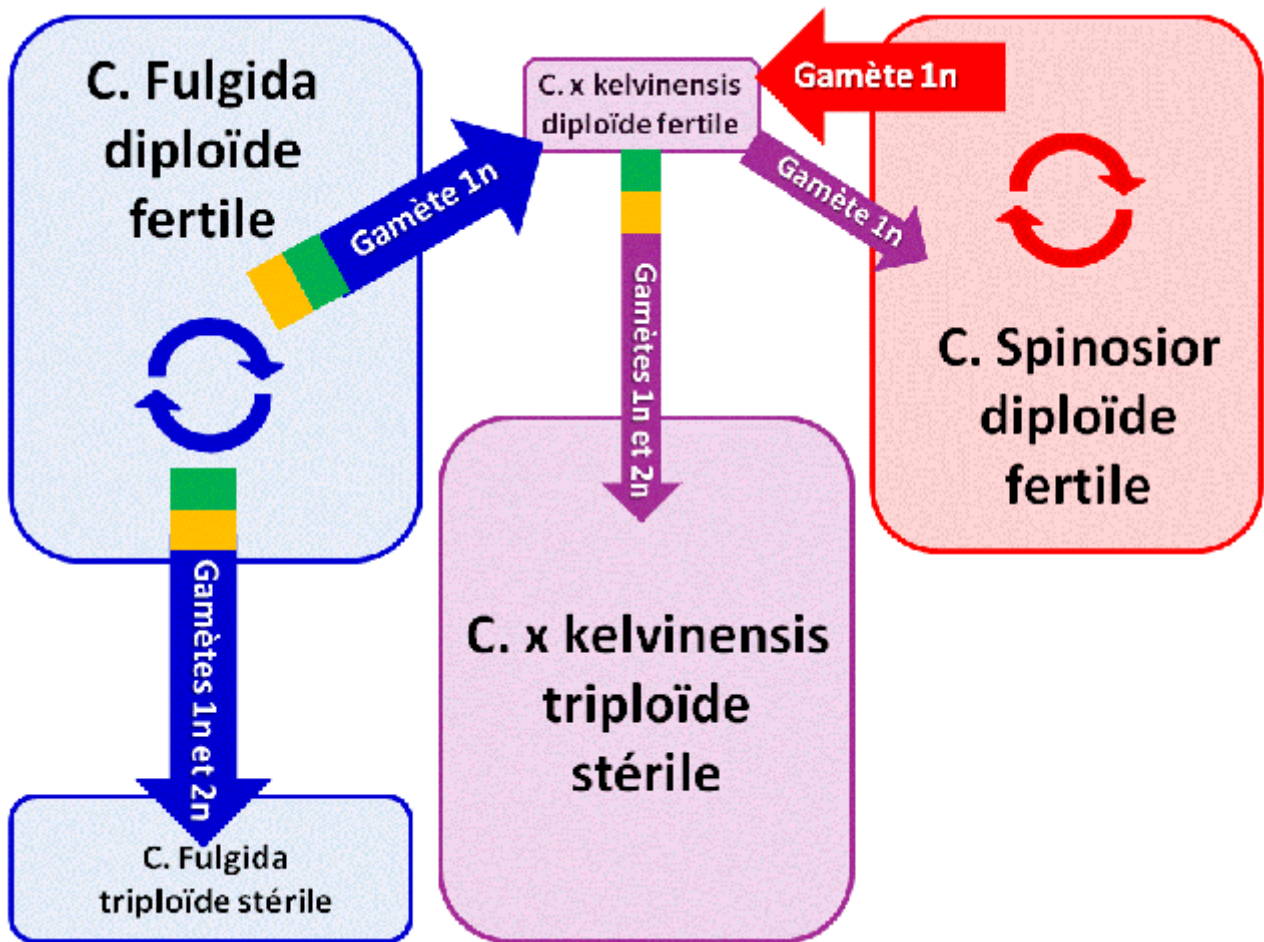 C. Fulgida
diploïde
fertile
Gamète 1n
C. x kelvinensis
diploïde fertile
Gamète 1n
Gamète 1n
Gamètes 1n et 2n
C. Spinosior
diploïde
fertile
Gamètes 1n et 2n
C. x kelvinensis
triploïde
stérile
C. Fulgida
triploïde stérile